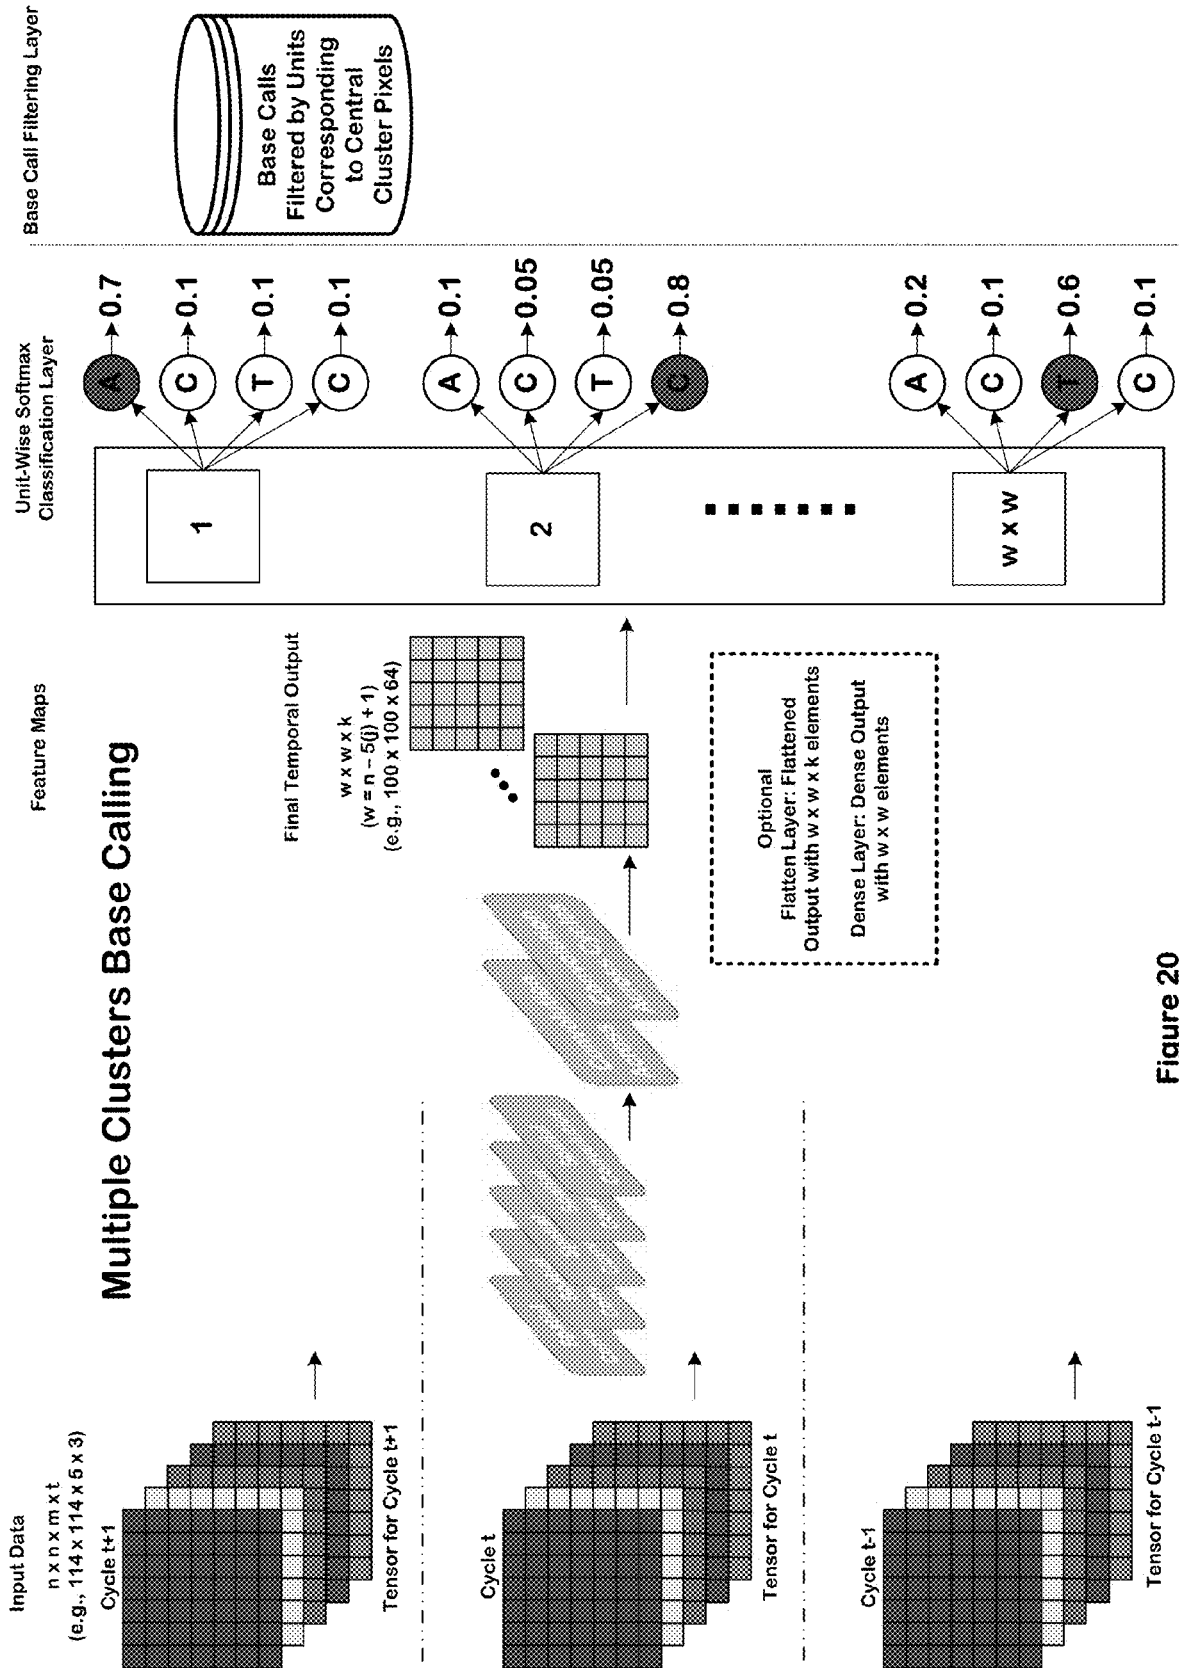 Multiple Clusters Base Calling
Input Data
n x n x m x t
(e.g., 114 x 114 x 5 x 3)
Cycle t+1
Tensor for Cycle t+1
Cycle t
Tensor for Cycle t
Cycle t-1
Tensor for Cycle t-1
Feature Maps
Final Temporal Output
w x w x k
(w = n – 5(j) + 1)
(e.g., 100 x 100 x 64)
Optional
Flatten Layer: Flattened
Output with w x w x k elements
Dense Layer: Dense Output
with w x w elements
Unit-Wise Softmax
Classification Layer
1
A 0.7
C 0.1
T 0.1
C 0.1
2
A 0.1
C 0.05
T 0.05
C 0.8
w x w
A 0.2
C 0.1
T 0.6
C 0.1
Base Call Filtering Layer
Base Calls
Filtered by Units
Corresponding
to Central
Cluster Pixels
Figure 20